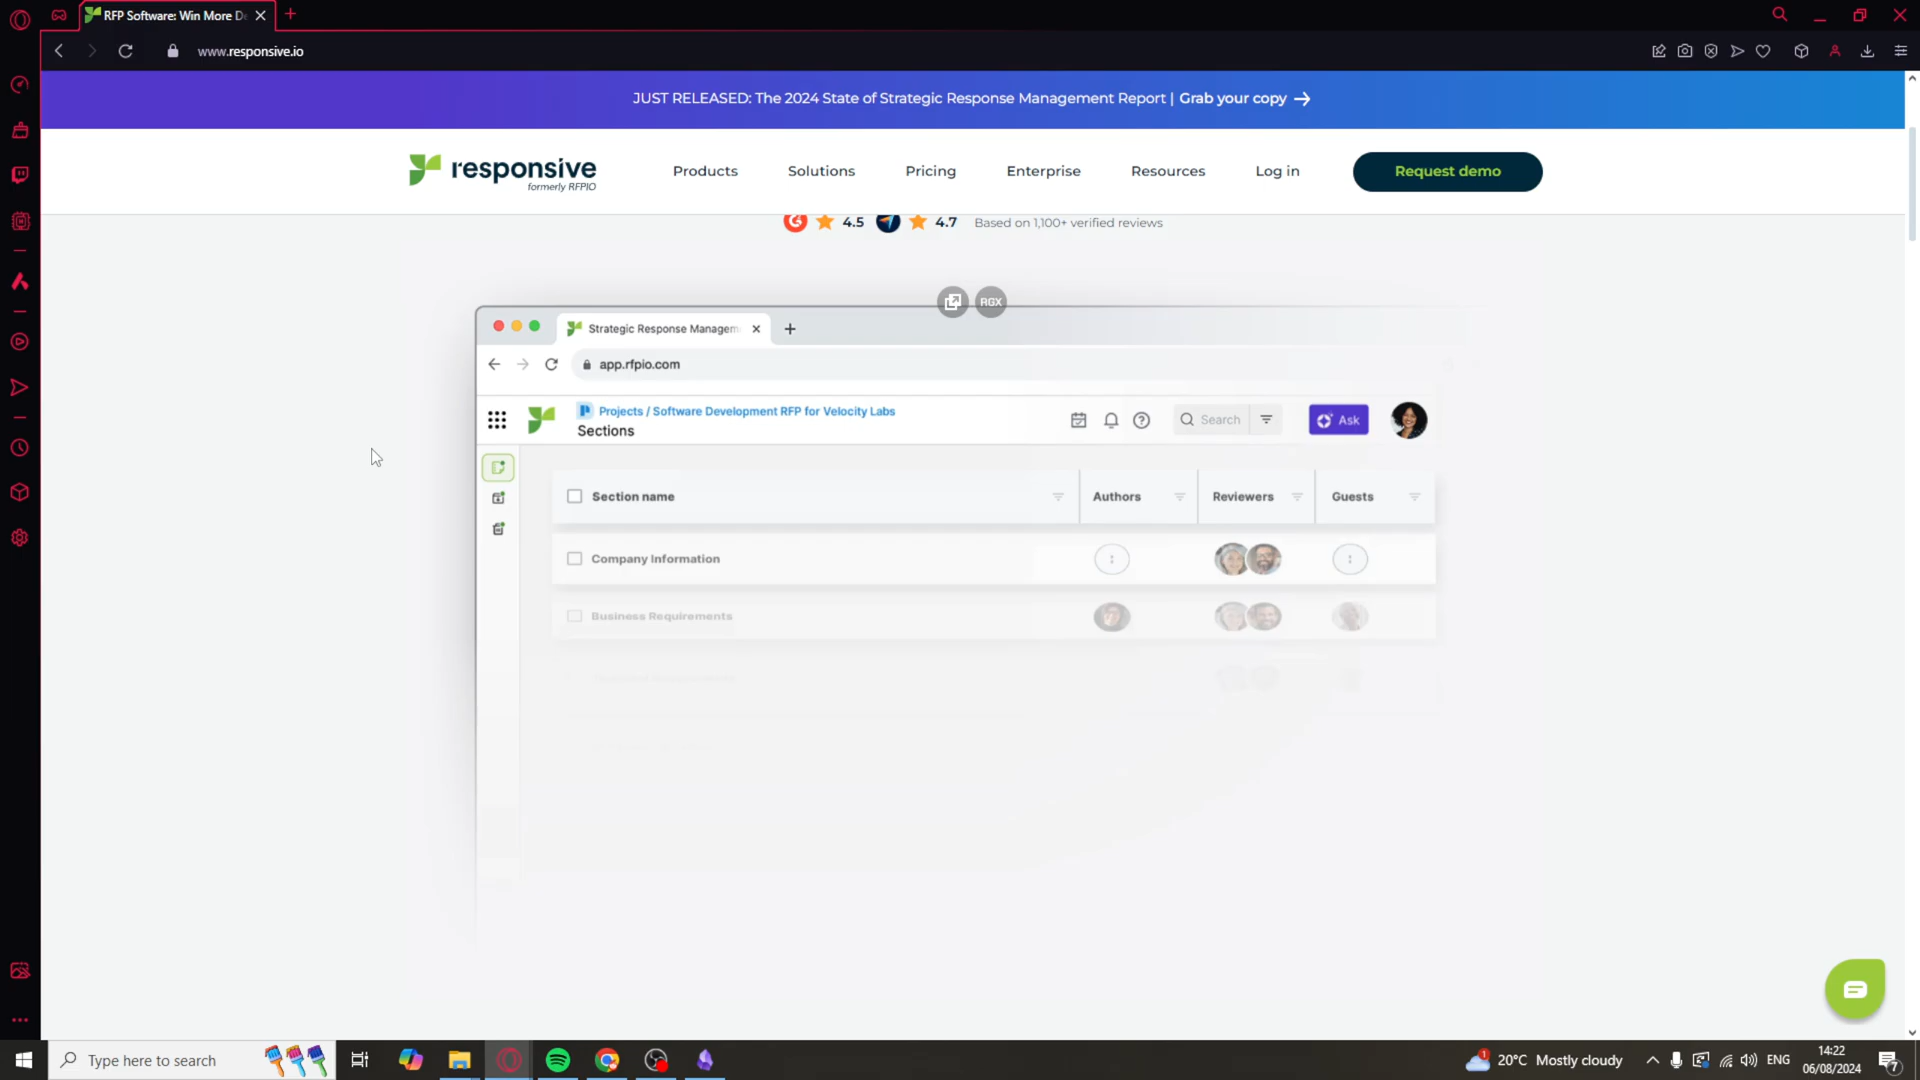 RFP Software: Win More D
www.responsive.io
JUST RELEASED: The 2024 State of Strategic Response Management Report | Grab your copy →
responsive
formerly RFPIO
Products
Solutions
Pricing
Enterprise
Resources
Log in
Request demo
4.5
4.7
Based on 1,100+ verified reviews
RGX
Strategic Response Managem
app.rfpio.com
Projects / Software Development RFP for Velocity Labs
Sections
Search
Ask
Section name
Authors
Reviewers
Guests
Company Information
Business Requirements
Type here to search
1
20°C Mostly cloudy
ENG
14:22
06/08/2024
7